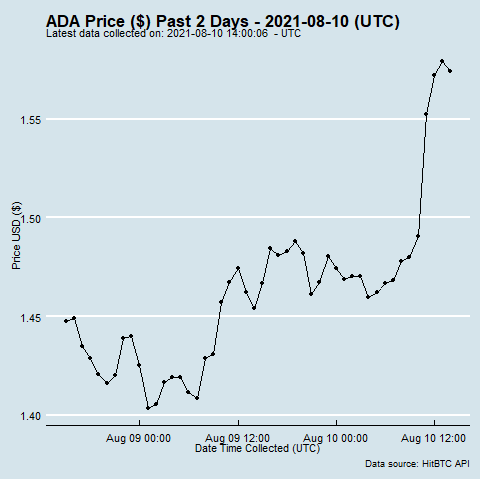 ADA Price ($) Past 2 Days - 2021-08-10 (UTC)
Latest data collected on: 2021-08-10 14:00:06  - UTC
1.55
1.50
1.45
1.40
Price USD ($)
Aug 09 00:00 Aug 09 12:00 Aug 10 00:00 Aug 10 12:00
Date Time Collected (UTC)
Data source: HitBTC API